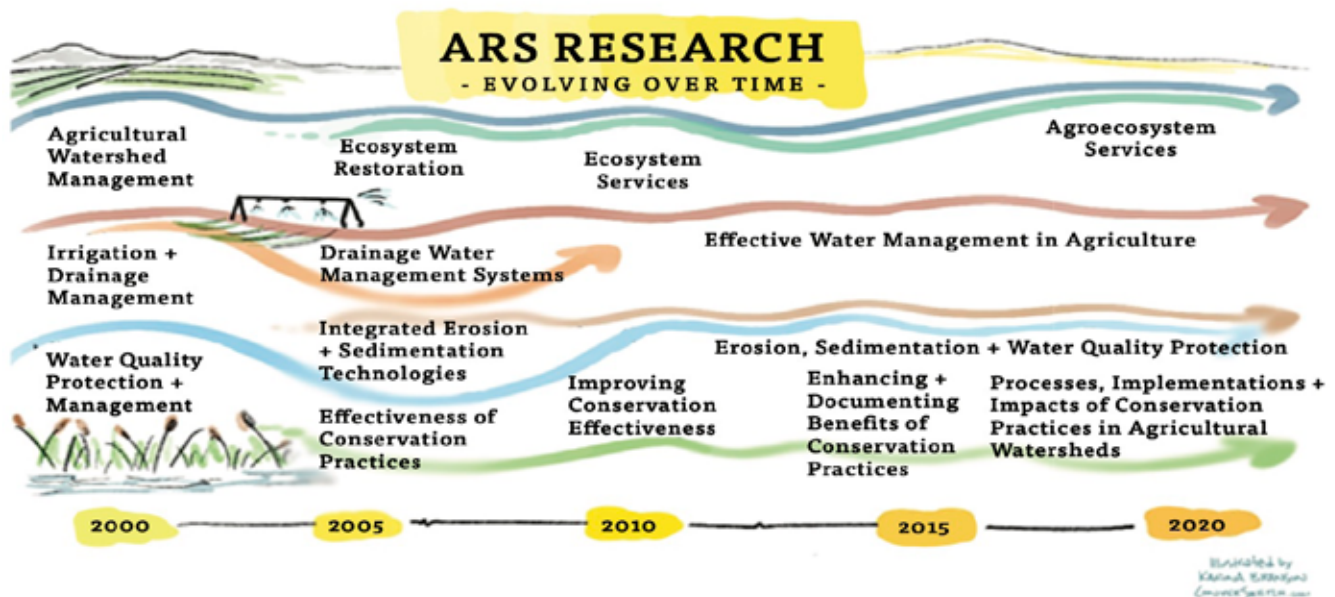 ARS RESEARCH
- EVOLVING OVER TIME -
Agricultural
Watershed
Management
Ecosystem
Restoration
Ecosystem
Services
Agroecosystem
Services
Irrigation +
Drainage
Management
Drainage Water
Management Systems
Effective Water Management in Agriculture
Water Quality
Protection +
Management
Integrated Erosion
+ Sedimentation
Technologies
Erosion, Sedimentation + Water Quality Protection
Effectiveness of
Conservation
Practices
Improving
Conservation
Effectiveness
Enhancing +
Documenting
Benefits of
Conservation
Practices
Processes, Implementations +
Impacts of Conservation
Practices in Agricultural
Watersheds
2000
2005
2010
2015
2020
Illustrated by
Karina Branson